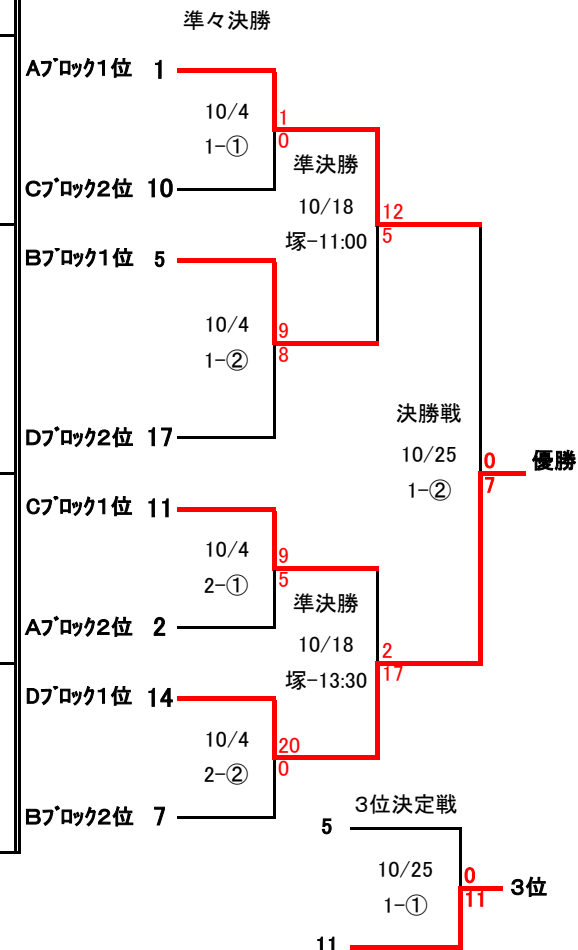 準々決勝
Aﾌﾞﾛｯｸ1位 1
10/4
1-①
1
0
Cﾌﾞﾛｯｸ2位 10
準決勝
10/18
塚-11:00
12
5
Bﾌﾞﾛｯｸ1位 5
10/4
1-②
9
8
Dﾌﾞﾛｯｸ2位 17
決勝戦
10/25
1-②
0
7
優勝
Cﾌﾞﾛｯｸ1位 11
10/4
2-①
9
5
Aﾌﾞﾛｯｸ2位 2
準決勝
10/18
塚-13:30
2
17
Dﾌﾞﾛｯｸ1位 14
10/4
2-②
20
0
Bﾌﾞﾛｯｸ2位 7
3位決定戦
5
10/25
1-①
0
11
3位
11